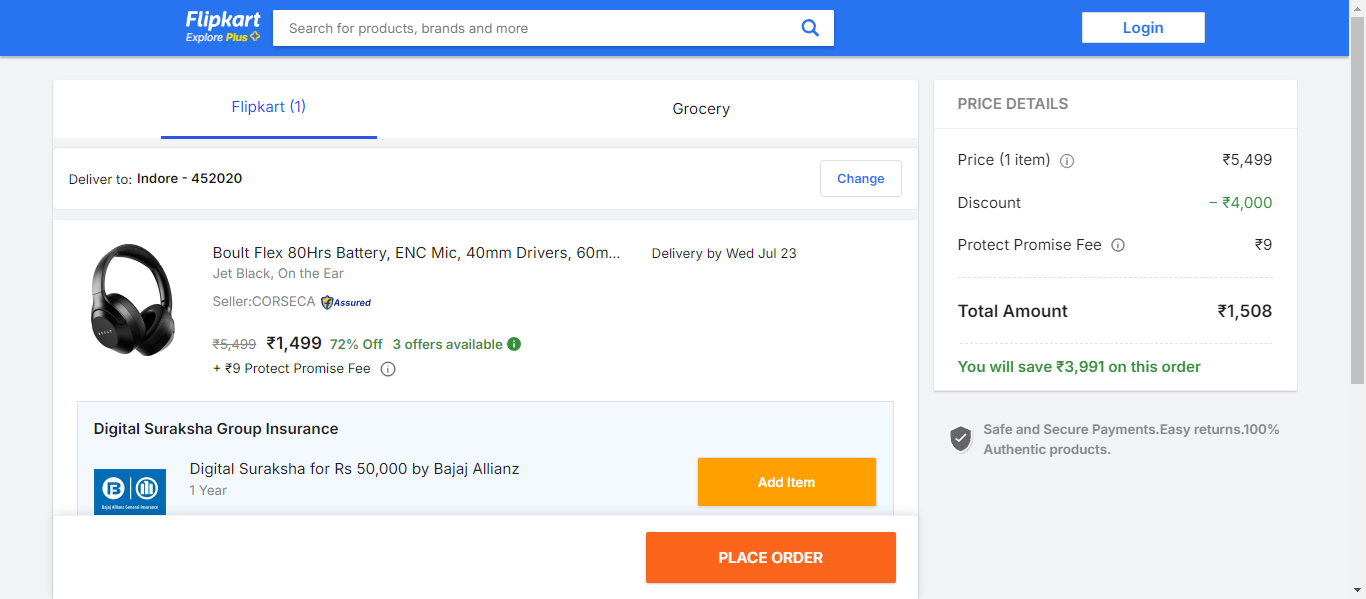 Flipkart
Explore Plus
Search for products, brands and more
Login
Flipkart (1)
Grocery
Deliver to: Indore - 452020
Change
Boult Flex 80Hrs Battery, ENC Mic, 40mm Drivers, 60m...
Jet Black, On the Ear
Seller:CORSECA Assured
₹5,499 ₹1,499 72% Off 3 offers available
+ ₹9 Protect Promise Fee
Delivery by Wed Jul 23
BOULT
Digital Suraksha Group Insurance
Digital Suraksha for Rs 50,000 by Bajaj Allianz
1 Year
Bajaj Allianz General Insurance
Add Item
PLACE ORDER
PRICE DETAILS
Price (1 item) ₹5,499
Discount − ₹4,000
Protect Promise Fee ₹9
Total Amount ₹1,508
You will save ₹3,991 on this order
Safe and Secure Payments.Easy returns.100%
Authentic products.